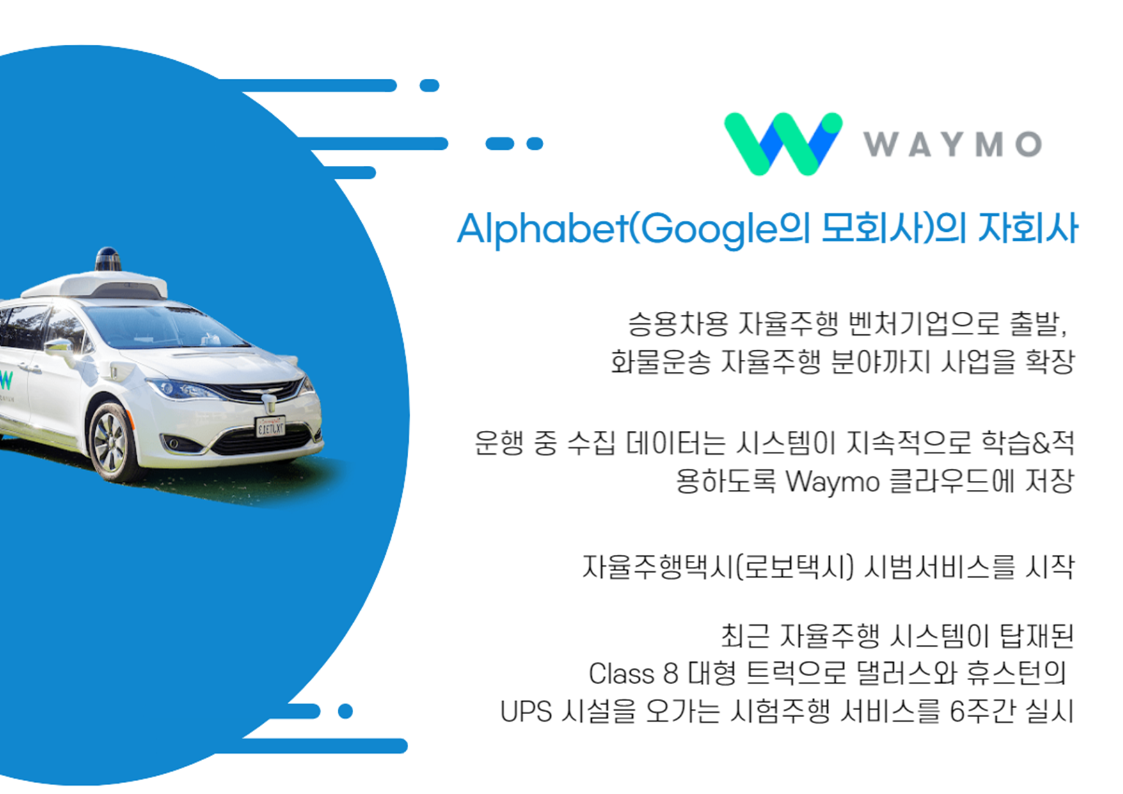 WAYMO
Alphabet(Google의 모회사)의 자회사
승용차용 자율주행 벤처기업으로 출발,
화물운송 자율주행 분야까지 사업을 확장
운행 중 수집 데이터는 시스템이 지속적으로 학습&적
용하도록 Waymo 클라우드에 저장
자율주행택시(로보택시) 시범서비스를 시작
최근 자율주행 시스템이 탑재된
Class 8 대형 트럭으로 댈러스와 휴스턴의
UPS 시설을 오가는 시험주행 서비스를 6주간 실시